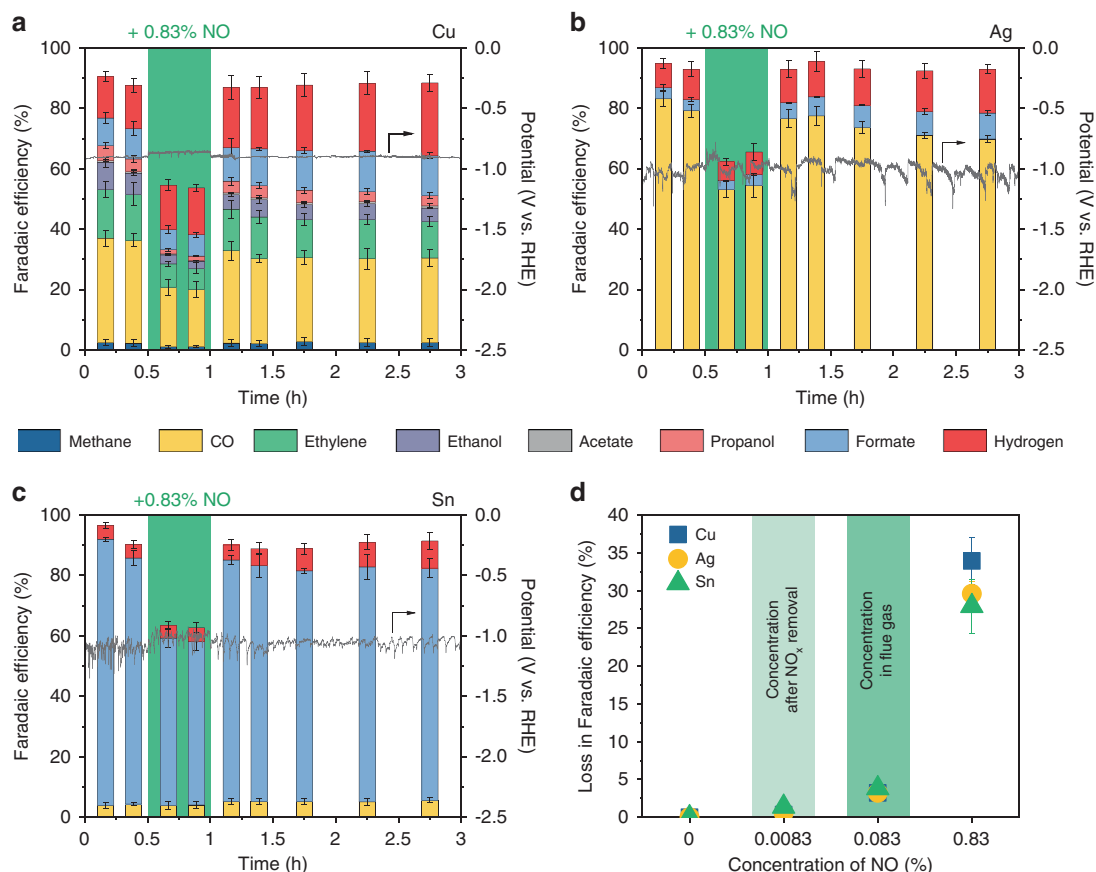 a
+ 0.83% NO
Cu
100
80
60
40
20
0
0.0
-0.5
-1.0
-1.5
-2.0
-2.5
0
0.5
1
1.5
2
2.5
3
Faradaic efficiency (%)
Potential (V vs. RHE)
Time (h)
b
+ 0.83% NO
Ag
100
80
60
40
20
0
0.0
-0.5
-1.0
-1.5
-2.0
-2.5
0
0.5
1
1.5
2
2.5
3
Faradaic efficiency (%)
Potential (V vs. RHE)
Time (h)
Methane
CO
Ethylene
Ethanol
Acetate
Propanol
Formate
Hydrogen
c
+0.83% NO
Sn
100
80
60
40
20
0
0.0
-0.5
-1.0
-1.5
-2.0
-2.5
0
0.5
1
1.5
2
2.5
3
Faradaic efficiency (%)
Potential (V vs. RHE)
Time (h)
d
40
35
30
25
20
15
10
5
0
Cu
Ag
Sn
Concentration
after NOx removal
Concentration
in flue gas
0
0.0083
0.083
0.83
Loss in Faradaic efficiency (%)
Concentration of NO (%)